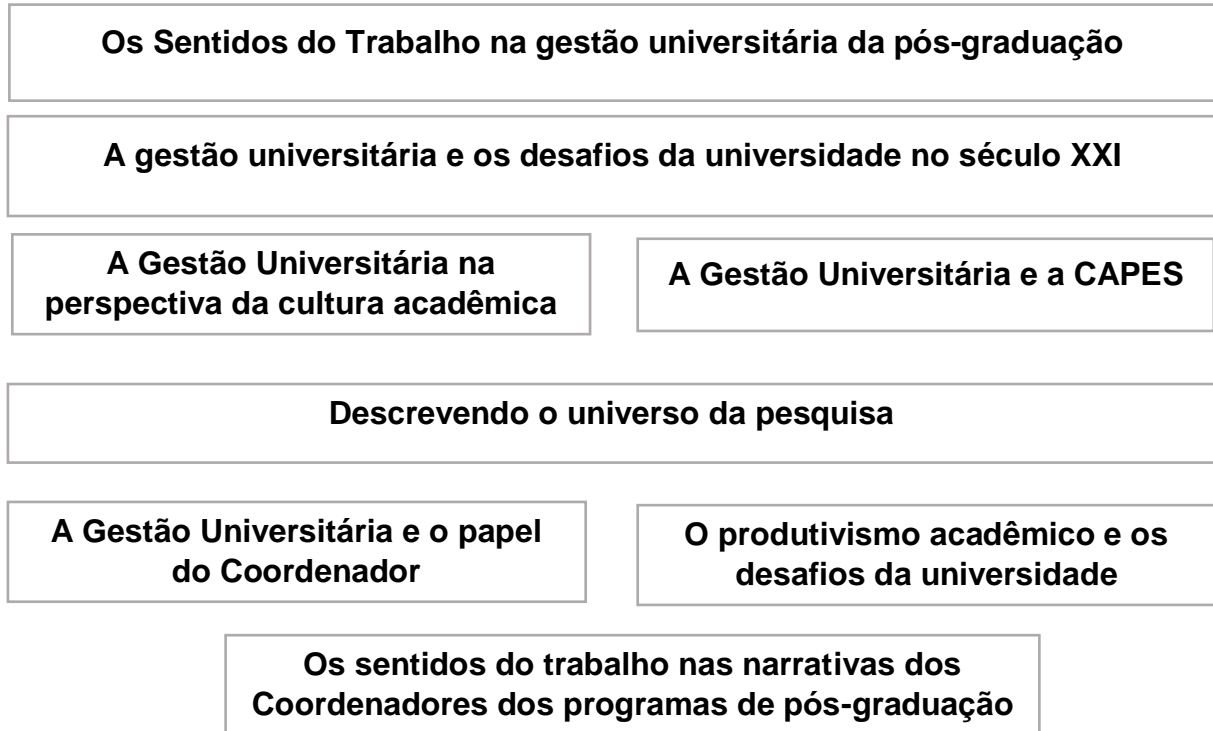 Os Sentidos do Trabalho na gestão universitária da pós-graduação
A gestão universitária e os desafios da universidade no século XXI
A Gestão Universitária na
perspectiva da cultura acadêmica
A Gestão Universitária e a CAPES
Descrevendo o universo da pesquisa
A Gestão Universitária e o papel
do Coordenador
O produtivismo acadêmico e os
desafios da universidade
Os sentidos do trabalho nas narrativas dos
Coordenadores dos programas de pós-graduação